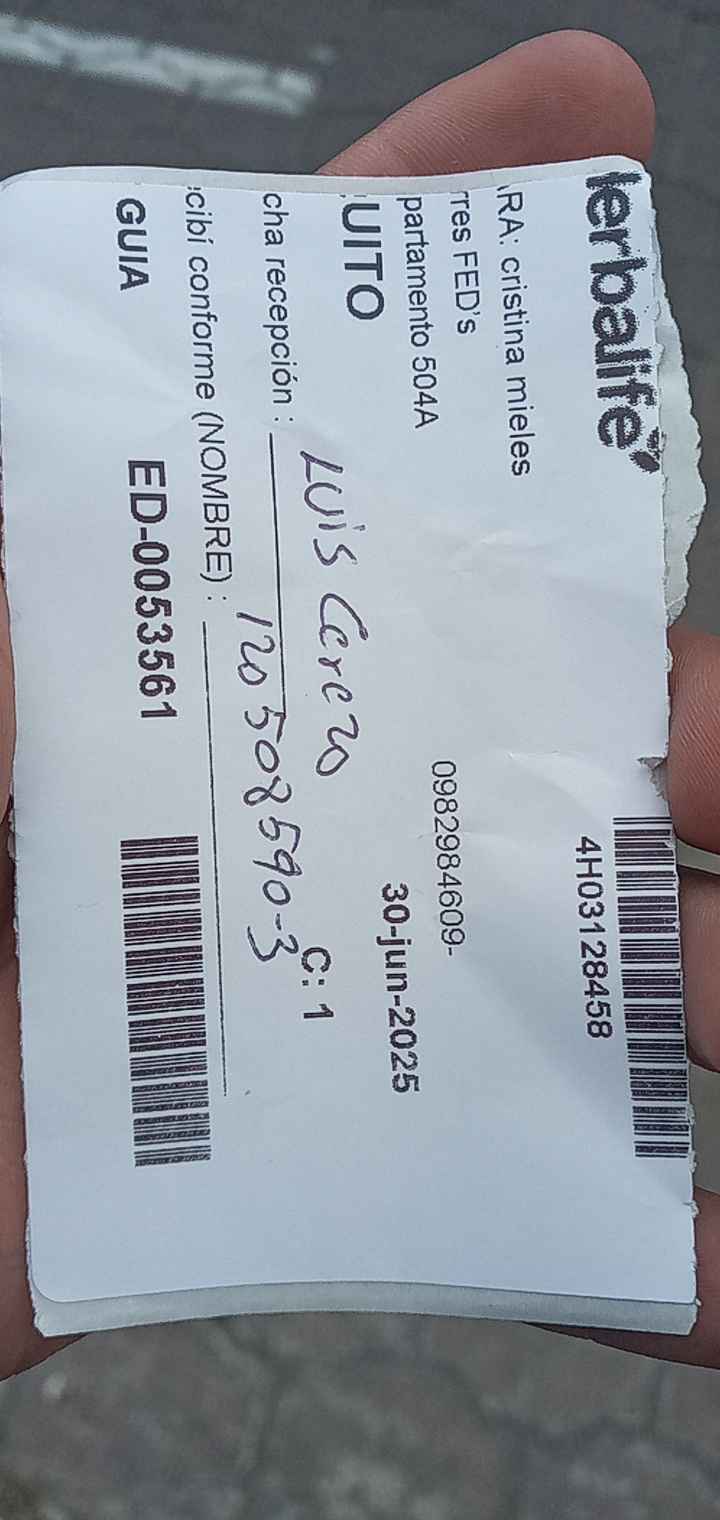 lerbalife
4H03128458
RA: cristina mieles
rres FED's
0982984609-
partamento 504A
UITO
30-jun-2025
Luis Cerezo
cha recepción :
C: 1
120508590-3
cibí conforme (NOMBRE) :
GUIA
ED-0053561